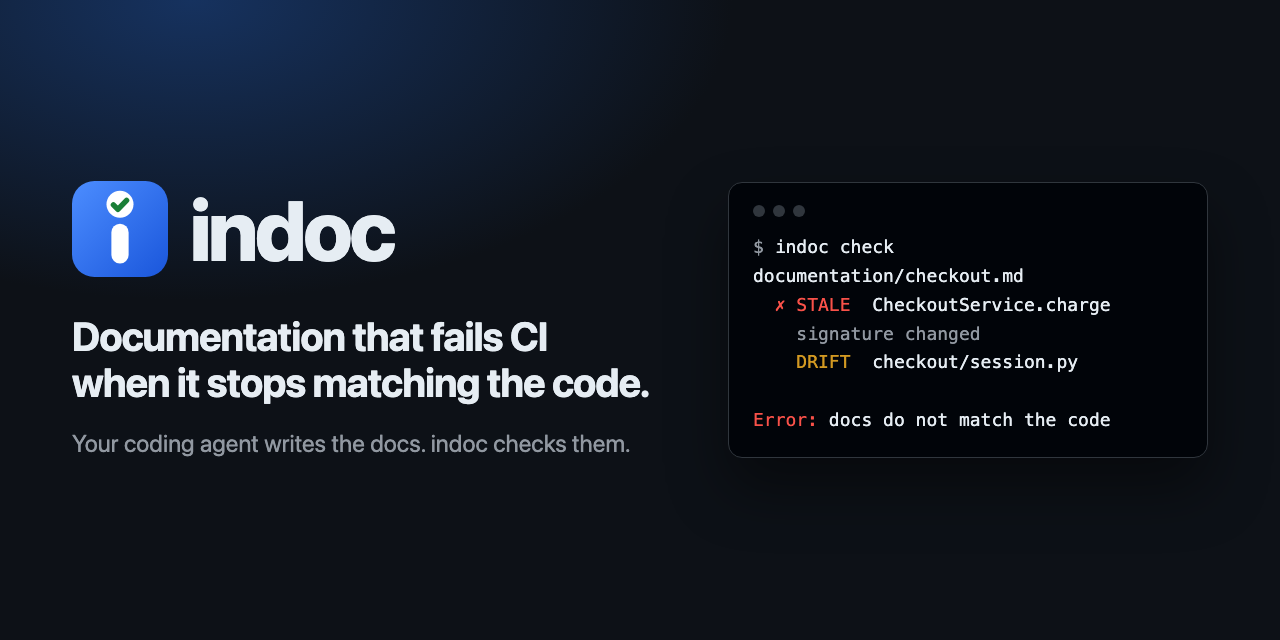 indoc
Documentation that fails CI
when it stops matching the code.
Your coding agent writes the docs. indoc checks them.
$ indoc check
documentation/checkout.md
✗ STALE  CheckoutService.charge
signature changed
DRIFT  checkout/session.py
Error: docs do not match the code